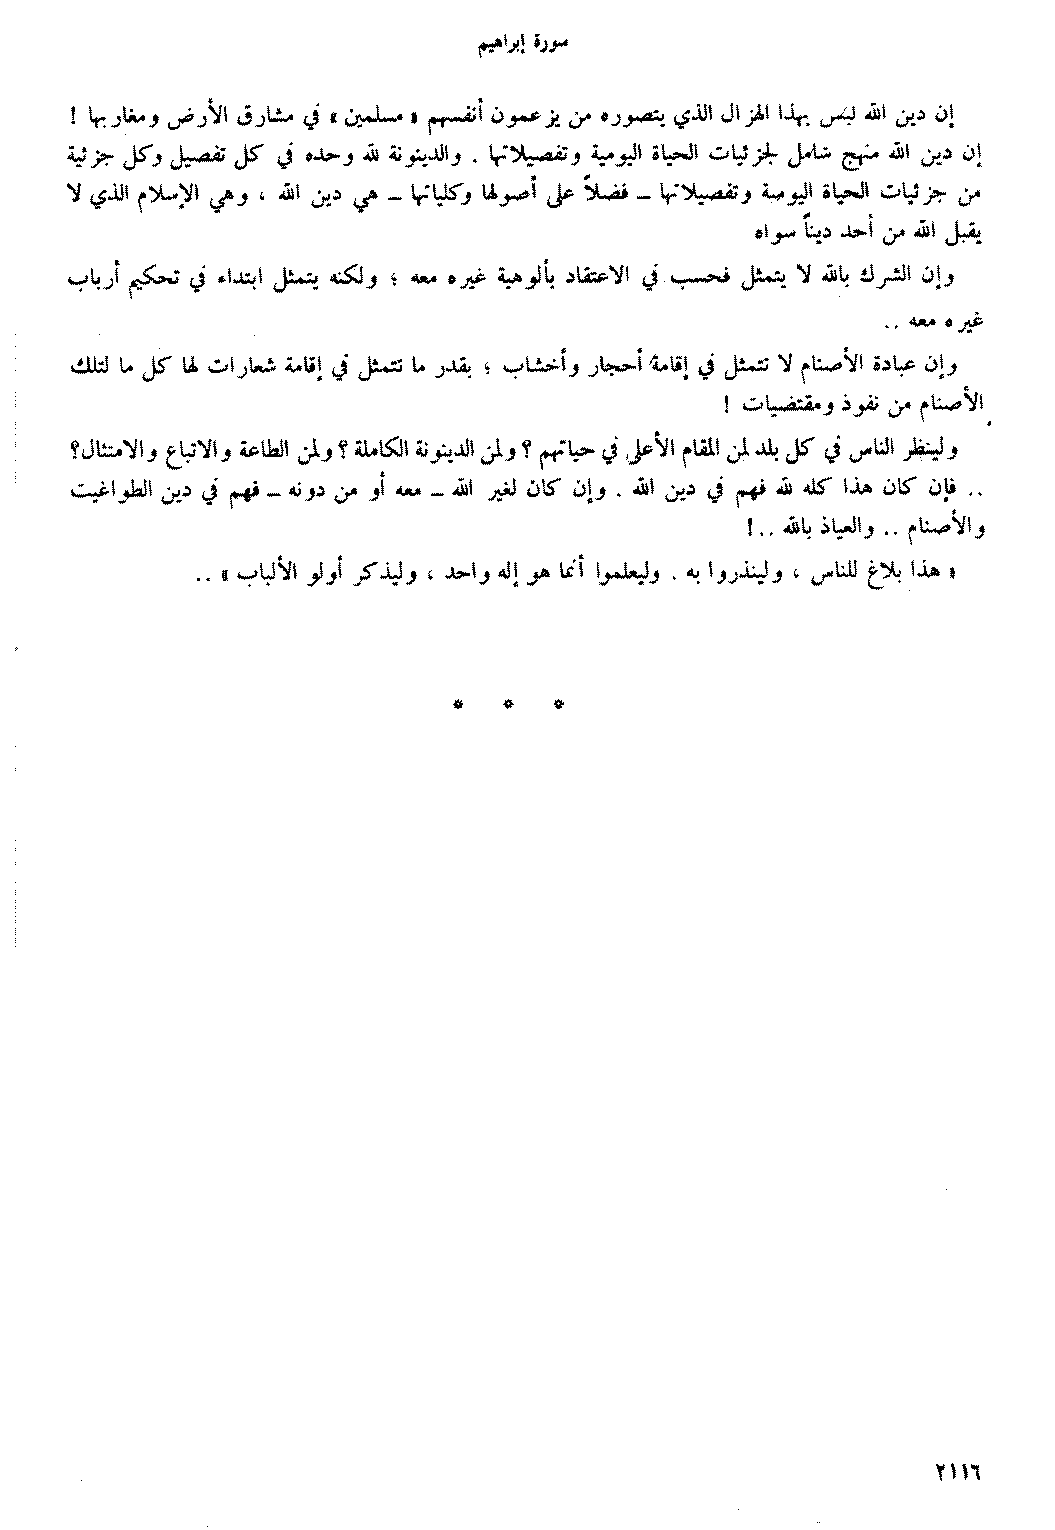 سورة إبراهيم
إن دين الله ليس بهذا الهزال الذي يتصوره من يزعمون أنفسهم « مسلمين » في مشارق الأرض ومغاربها !
إن دين الله منهج شامل لجزئيات الحياة اليومية وتفصيلاتها . والدينونة لله وحده في كل تفصيل وكل جزئية
من جزئيات الحياة اليومية وتفصيلاتها – فضلاً على أصولها وكلياتها – هي دين الله ، وهي الإسلام الذي لا
يقبل الله من أحد ديناً سواه
وإن الشرك بالله لا يتمثل فحسب في الاعتقاد بألوهية غيره معه ؛ ولكنه يتمثل ابتداء في تحكيم أرباب
غيره معه ..
وإن عبادة الأصنام لا تتمثل في إقامة أحجار وأخشاب ؛ بقدر ما تتمثل في إقامة شعارات لها كل ما لتلك
الأصنام من نفوذ ومقتضيات !
ولينظر الناس في كل بلد لمن المقام الأعلى في حياتهم ؟ ولمن الدينونة الكاملة ؟ ولمن الطاعة والاتباع والامتثال؟
.. فإن كان هذا كله لله فهم في دين الله . وإن كان لغير الله – معه أو من دونه – فهم في دين الطواغيت
والأصنام .. والعياذ بالله ..!
« هذا بلاغ للناس ، ولينذروا به . وليعلموا أنما هو إله واحد ، وليذكر أولو الألباب » ..
* * *
٢١١٦